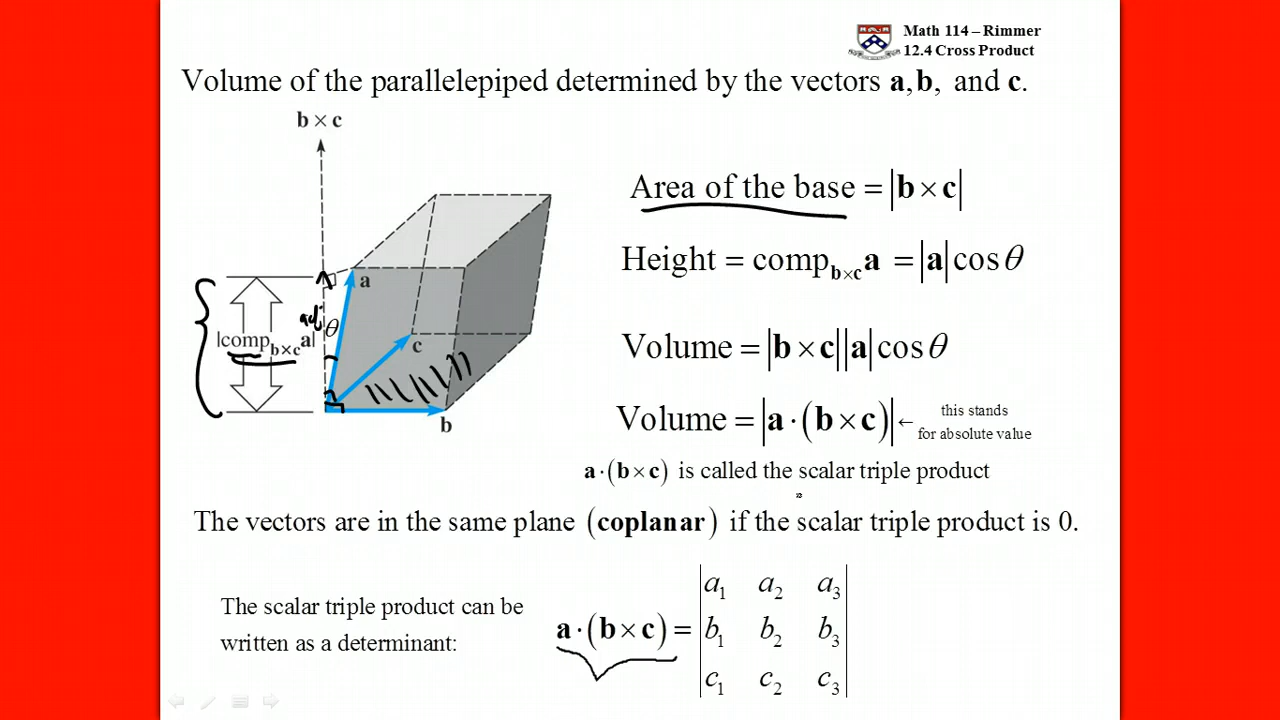 Math 114 – Rimmer
12.4 Cross Product
Volume of the parallelepiped determined by the vectors a, b, and c.
b × c
Area of the base = |b × c|
Height = comp_{b×c} a = |a| cos θ
a
adj
θ
|comp_{b×c} a|
c
b
Volume = |b × c||a| cos θ
Volume = |a · (b × c)| ← this stands
for absolute value
a · (b × c) is called the scalar triple product
The vectors are in the same plane (coplanar) if the scalar triple product is 0.
The scalar triple product can be
written as a determinant:
a · (b × c) =
a₁ a₂ a₃
b₁ b₂ b₃
c₁ c₂ c₃